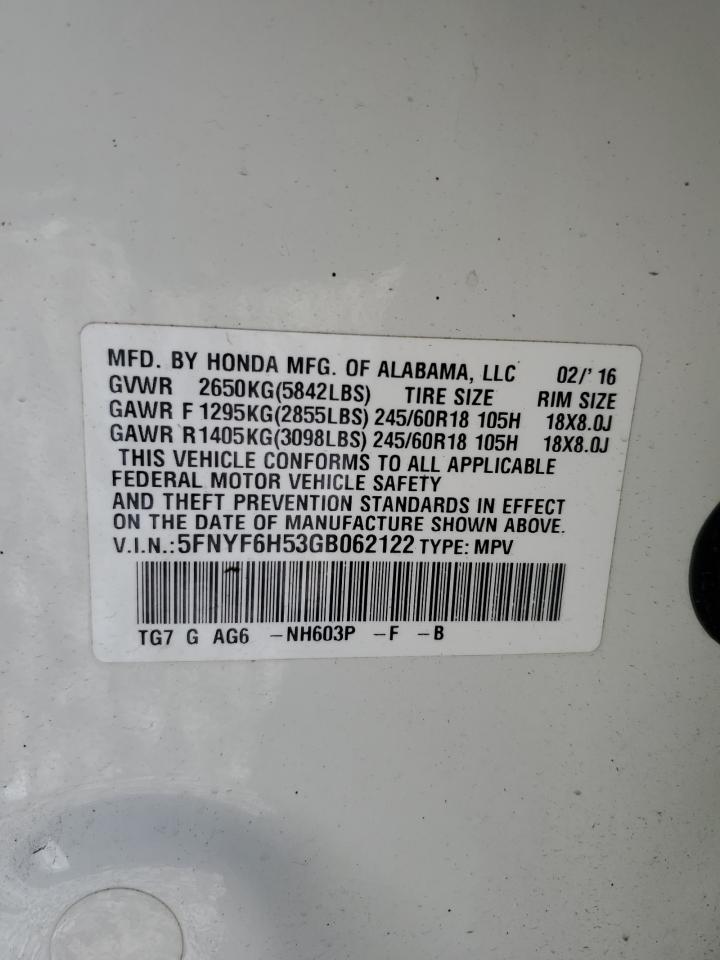 MFD. BY HONDA MFG. OF ALABAMA, LLC 02/' 16
GVWR 2650KG(5842LBS) TIRE SIZE RIM SIZE
GAWR F 1295KG(2855LBS) 245/60R18 105H 18X8.0J
GAWR R1405KG(3098LBS) 245/60R18 105H 18X8.0J
THIS VEHICLE CONFORMS TO ALL APPLICABLE
FEDERAL MOTOR VEHICLE SAFETY
AND THEFT PREVENTION STANDARDS IN EFFECT
ON THE DATE OF MANUFACTURE SHOWN ABOVE.
V.I.N.:5FNYF6H53GB062122 TYPE: MPV
TG7 G AG6 -NH603P -F -B